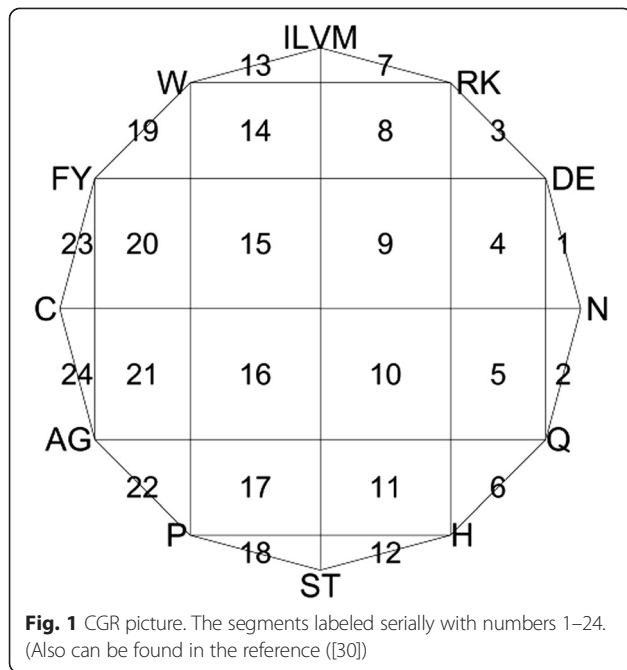 ILVM
13 7
W RK
19 14 8 3
FY DE
23 20 15 9 4 1
C N
24 21 16 10 5 2
AG Q
22 17 11 6
P H
18 12
ST
Fig. 1 CGR picture. The segments labeled serially with numbers 1–24.
(Also can be found in the reference ([30])